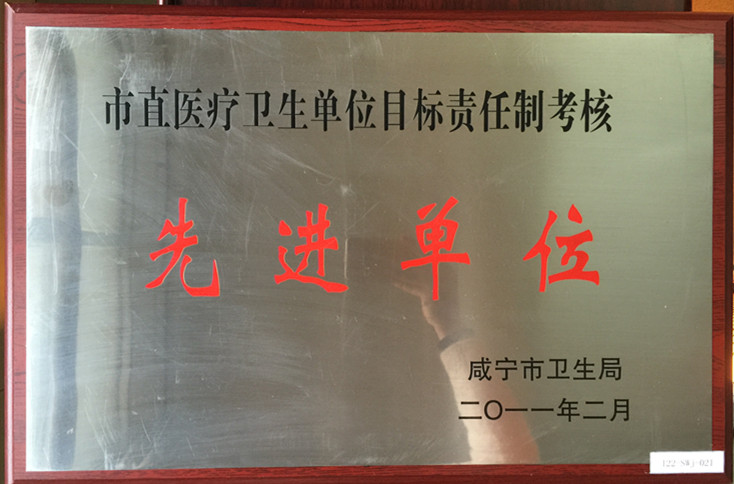 市直医疗卫生单位目标责任制考核
先进单位
咸宁市卫生局
二〇一一年二月